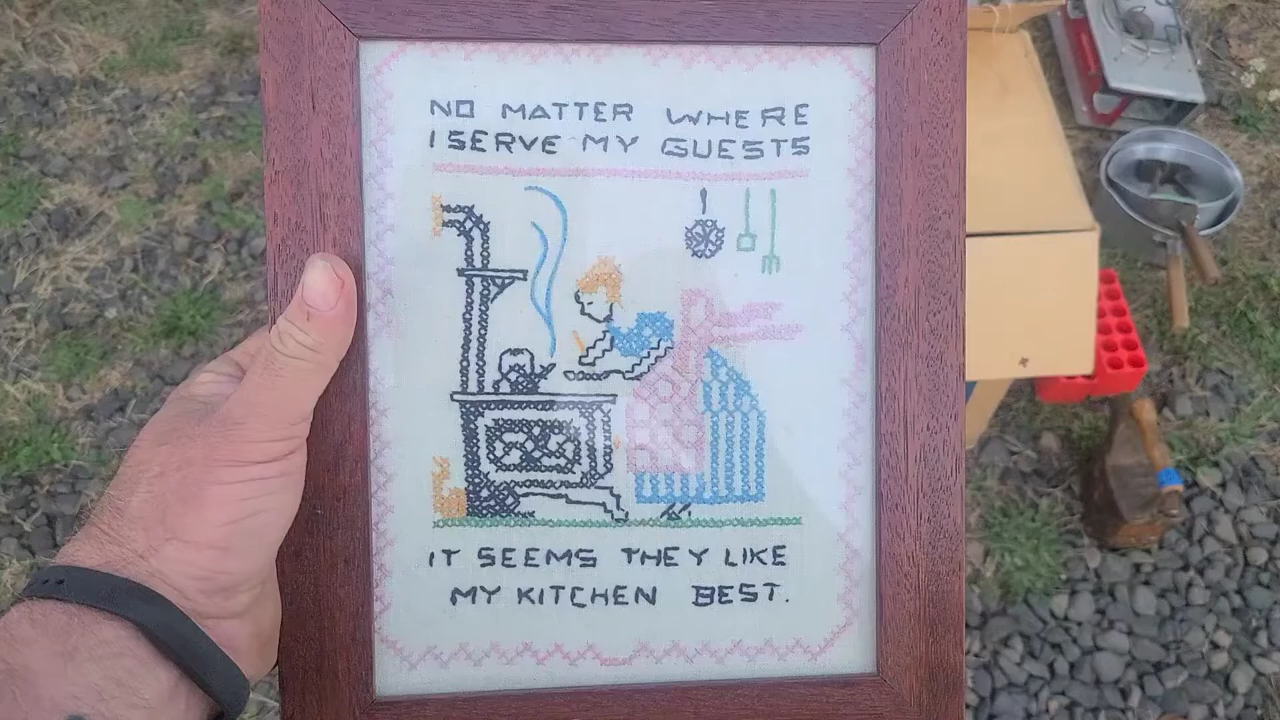 NO MATTER WHERE
I SERVE MY GUESTS
IT SEEMS THEY LIKE
MY KITCHEN BEST.